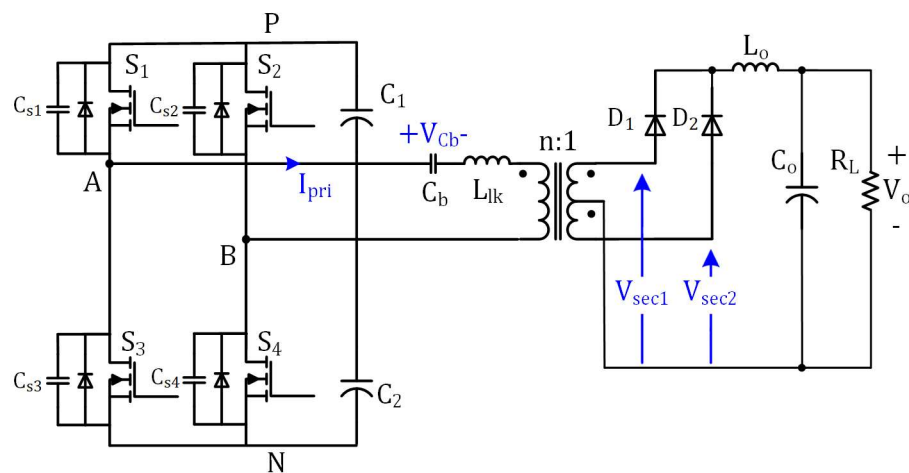 P
S1
S2
Cs1
Cs2
C1
+VCb-
A
Ipri
Cb
Llk
n:1
D1
D2
Lo
Co
RL
+
Vo
-
B
Vsec1
Vsec2
S3
S4
Cs3
Cs4
C2
N